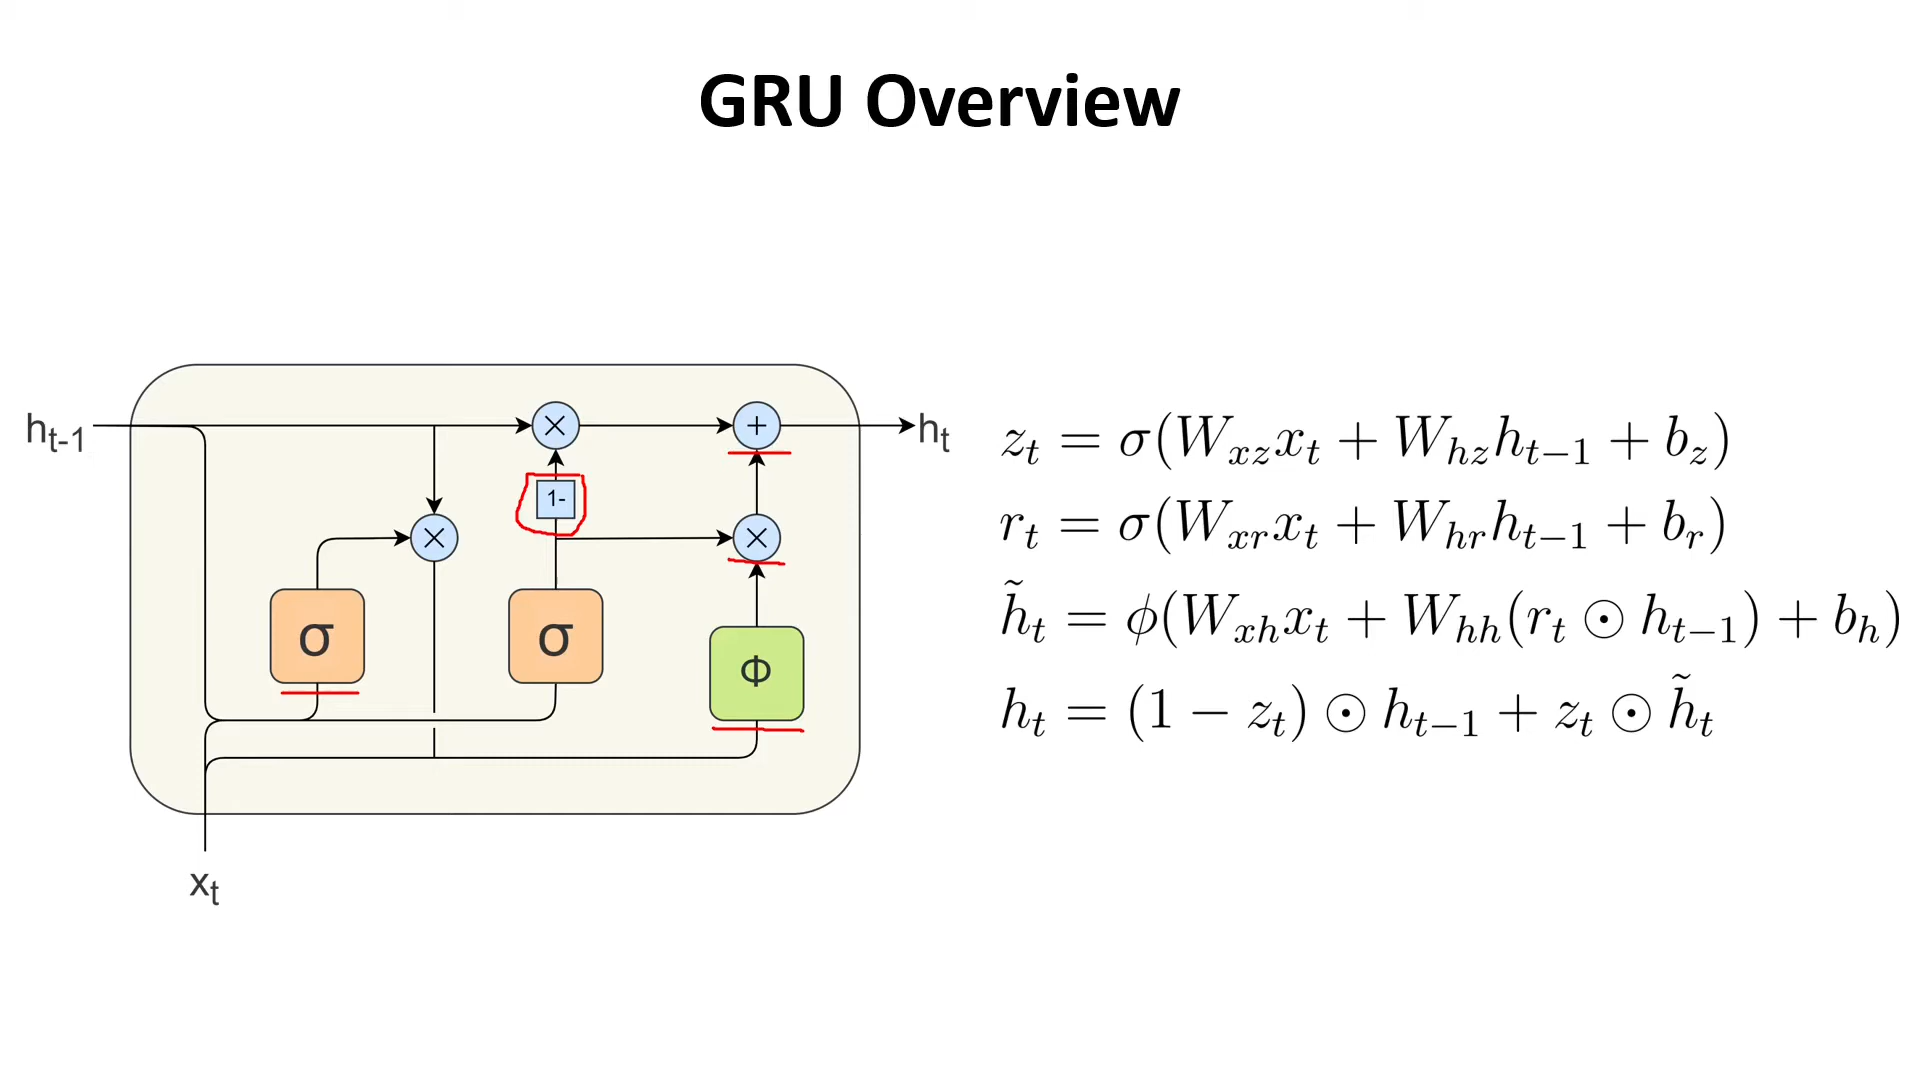 GRU Overview
h_{t-1}
× + h_t
1-
× ×
σ σ Φ
x_t
z_t = σ(W_{xz}x_t + W_{hz}h_{t−1} + b_z)
r_t = σ(W_{xr}x_t + W_{hr}h_{t−1} + b_r)
h̃_t = ϕ(W_{xh}x_t + W_{hh}(r_t ⊙ h_{t−1}) + b_h)
h_t = (1 − z_t) ⊙ h_{t−1} + z_t ⊙ h̃_t